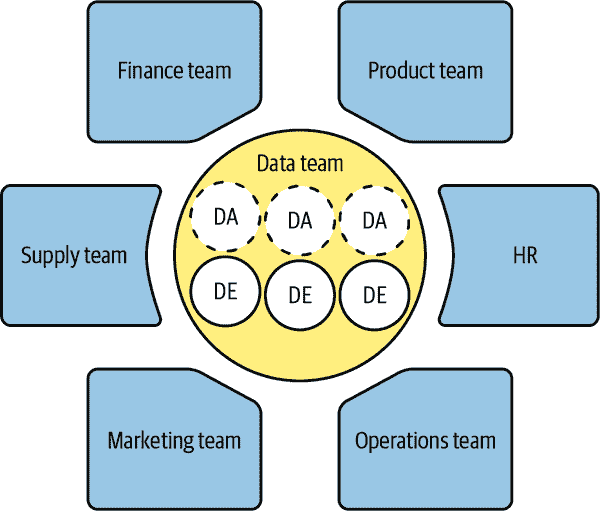 Finance team
Product team
Data team
DA
DA
DA
Supply team
HR
DE
DE
DE
Marketing team
Operations team